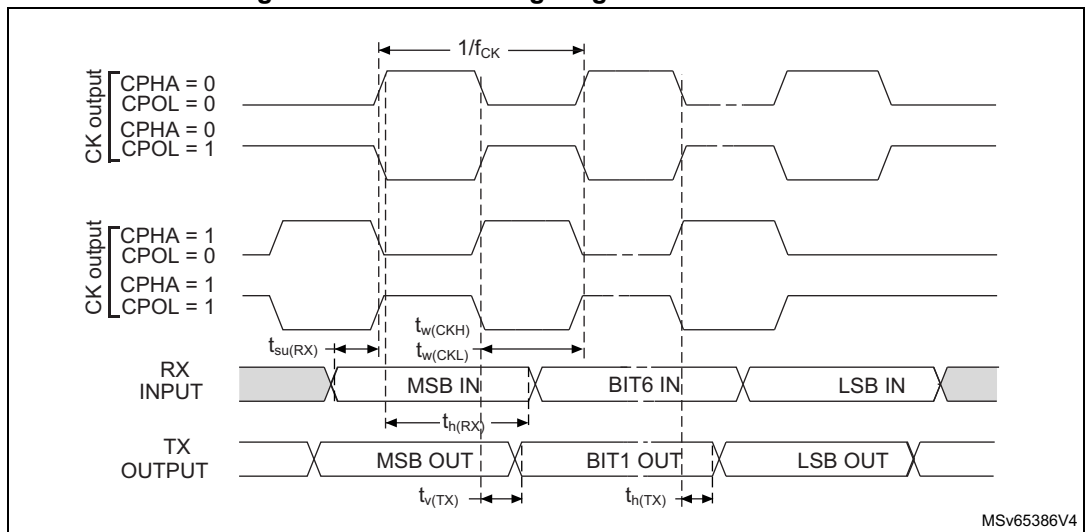 1/fCK
CK output
CPHA = 0
CPOL = 0
CPHA = 0
CPOL = 1
CK output
CPHA = 1
CPOL = 0
CPHA = 1
CPOL = 1
tw(CKH)
tw(CKL)
tsu(RX)
RX
INPUT
MSB IN
BIT6 IN
LSB IN
th(RX)
TX
OUTPUT
MSB OUT
BIT1 OUT
LSB OUT
tv(TX)
th(TX)
MSv65386V4